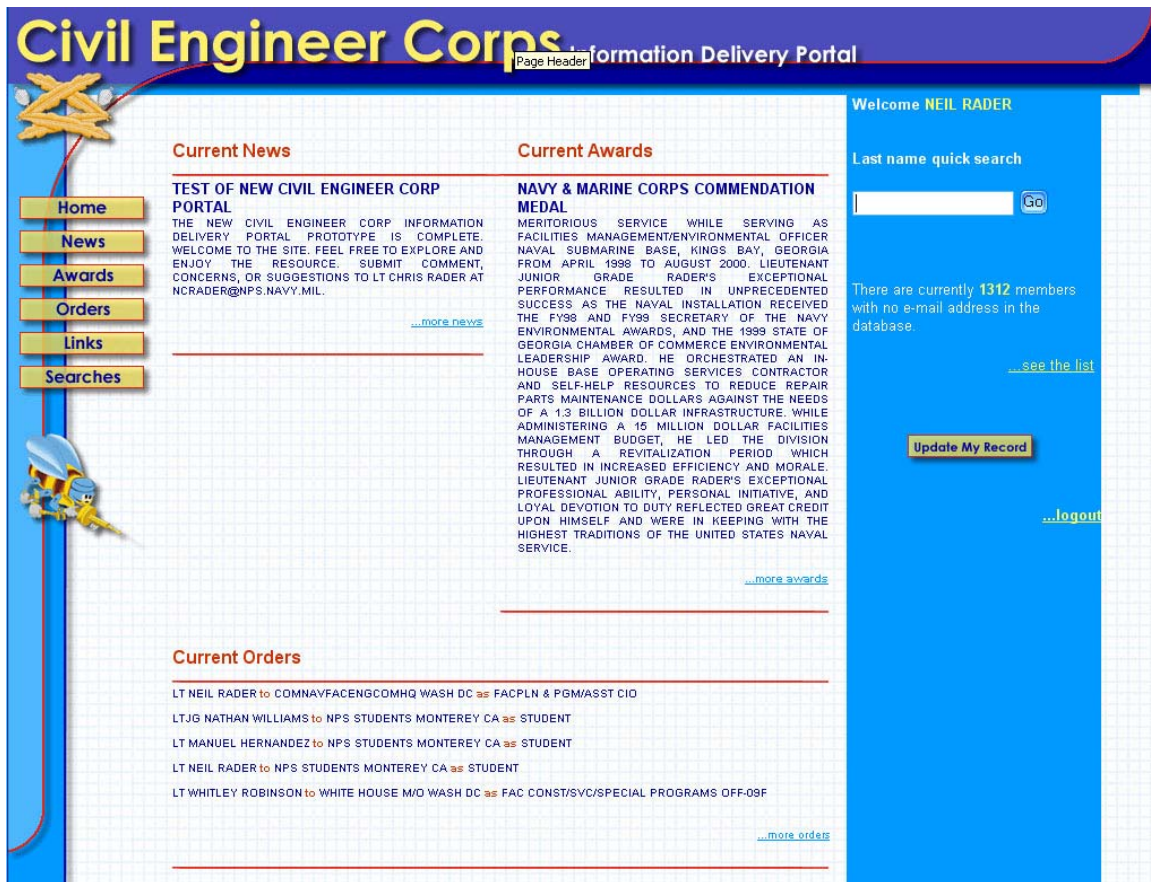 Civil Engineer Corps Information Delivery Portal
Page Header
Home
News
Awards
Orders
Links
Searches
Current News
TEST OF NEW CIVIL ENGINEER CORP
PORTAL
THE NEW CIVIL ENGINEER CORP INFORMATION
DELIVERY PORTAL PROTOTYPE IS COMPLETE.
WELCOME TO THE SITE. FEEL FREE TO EXPLORE AND
ENJOY THE RESOURCE. SUBMIT COMMENT,
CONCERNS, OR SUGGESTIONS TO LT CHRIS RADER AT
NCRADER@NPS.NAVY.MIL.
...more news
Current Awards
NAVY & MARINE CORPS COMMENDATION
MEDAL
MERITORIOUS SERVICE WHILE SERVING AS
FACILITIES MANAGEMENT/ENVIRONMENTAL OFFICER
NAVAL SUBMARINE BASE, KINGS BAY, GEORGIA
FROM APRIL 1998 TO AUGUST 2000. LIEUTENANT
JUNIOR GRADE RADER'S EXCEPTIONAL
PERFORMANCE RESULTED IN UNPRECEDENTED
SUCCESS AS THE NAVAL INSTALLATION RECEIVED
THE FY98 AND FY99 SECRETARY OF THE NAVY
ENVIRONMENTAL AWARDS, AND THE 1999 STATE OF
GEORGIA CHAMBER OF COMMERCE ENVIRONMENTAL
LEADERSHIP AWARD. HE ORCHESTRATED AN IN-
HOUSE BASE OPERATING SERVICES CONTRACTOR
AND SELF-HELP RESOURCES TO REDUCE REPAIR
PARTS MAINTENANCE DOLLARS AGAINST THE NEEDS
OF A 1.3 BILLION DOLLAR INFRASTRUCTURE. WHILE
ADMINISTERING A 15 MILLION DOLLAR FACILITIES
MANAGEMENT BUDGET, HE LED THE DIVISION
THROUGH A REVITALIZATION PERIOD WHICH
RESULTED IN INCREASED EFFICIENCY AND MORALE.
LIEUTENANT JUNIOR GRADE RADER'S EXCEPTIONAL
PROFESSIONAL ABILITY, PERSONAL INITIATIVE, AND
LOYAL DEVOTION TO DUTY REFLECTED GREAT CREDIT
UPON HIMSELF AND WERE IN KEEPING WITH THE
HIGHEST TRADITIONS OF THE UNITED STATES NAVAL
SERVICE.
...more awards
Current Orders
LT NEIL RADER to COMNAVFACENGCOMHQ WASH DC as FACPLN & PGM/ASST CIO
LTJG NATHAN WILLIAMS to NPS STUDENTS MONTEREY CA as STUDENT
LT MANUEL HERNANDEZ to NPS STUDENTS MONTEREY CA as STUDENT
LT NEIL RADER to NPS STUDENTS MONTEREY CA as STUDENT
LT WHITLEY ROBINSON to WHITE HOUSE M/O WASH DC as FAC CONST/SVC/SPECIAL PROGRAMS OFF-09F
...more orders
Welcome NEIL RADER
Last name quick search
Go
There are currently 1312 members
with no e-mail address in the
database.
...see the list
Update My Record
...logout